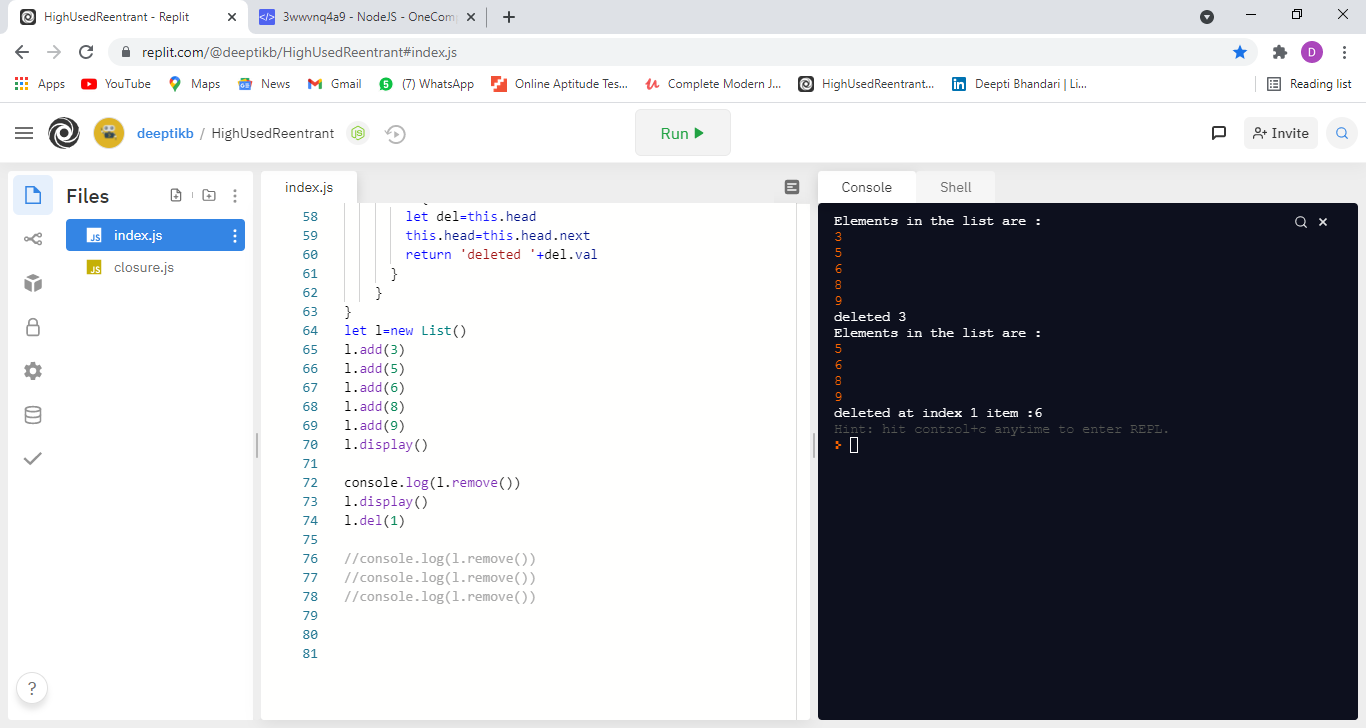 HighUsedReentrant - Replit
3wwvnq4a9 - NodeJS - OneComp
replit.com/@deeptikb/HighUsedReentrant#index.js
D
Apps
YouTube
Maps
News
Gmail
5
(7) WhatsApp
Online Aptitude Tes...
Complete Modern J...
HighUsedReentrant...
Deepti Bhandari | Li...
Reading list
deeptikb / HighUsedReentrant
Run
Invite
Files
index.js
closure.js
?
index.js
58 let del=this.head
59 this.head=this.head.next
60 return 'deleted '+del.val
61 }
62 }
63 }
64 let l=new List()
65 l.add(3)
66 l.add(5)
67 l.add(6)
68 l.add(8)
69 l.add(9)
70 l.display()
71
72 console.log(l.remove())
73 l.display()
74 l.del(1)
75
76 //console.log(l.remove())
77 //console.log(l.remove())
78 //console.log(l.remove())
79
80
81
Console
Shell
Elements in the list are :
3
5
6
8
9
deleted 3
Elements in the list are :
5
6
8
9
deleted at index 1 item :6
Hint: hit control+c anytime to enter REPL.